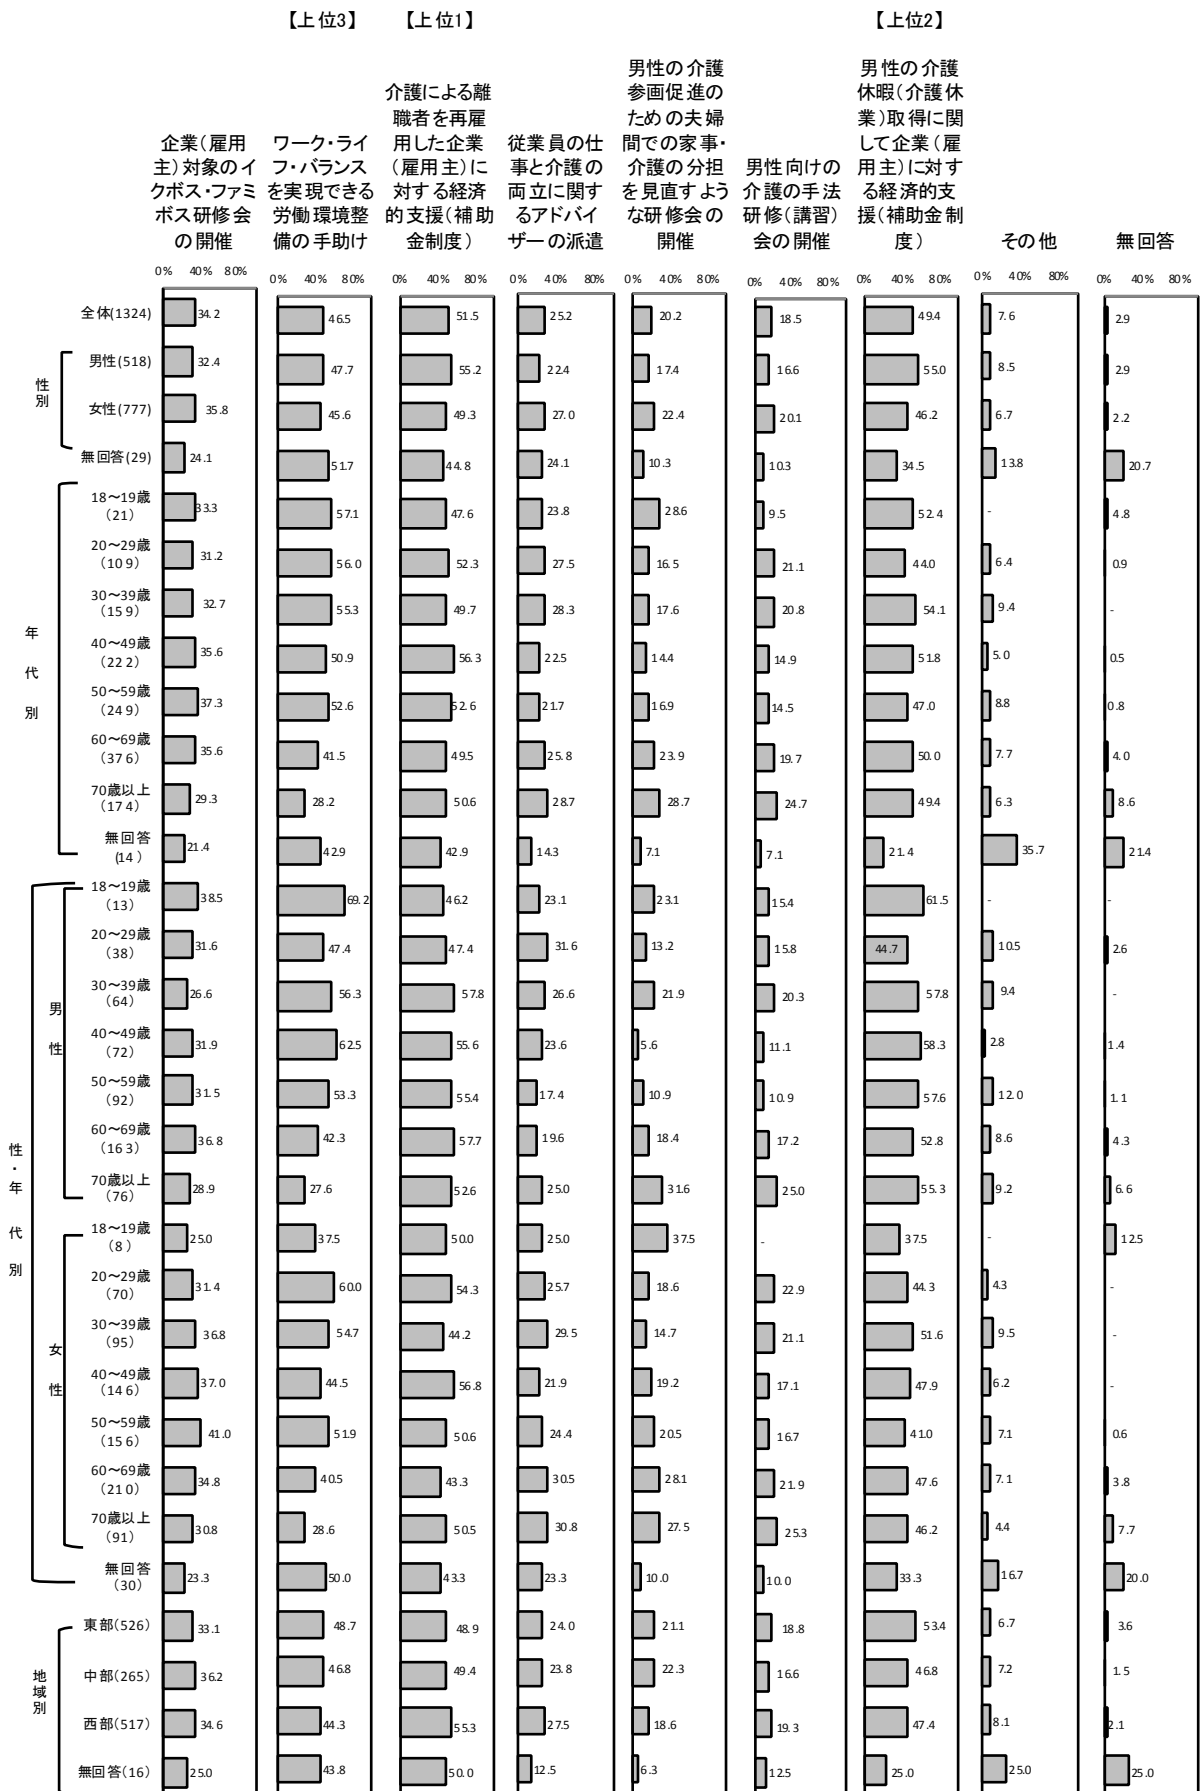 【上位3】 【上位1】 【上位2】
企業（雇用
主）対象のイ
クボス・ファミ
ボス研修会
の開催
ワーク・ライ
フ・バランス
を実現できる
労働環境整
備の手助け
介護による離
職者を再雇
用した企業
（雇用主）に
対する経済
的支援（補助
金制度）
従業員の仕
事と介護の
両立に関す
るアドバイ
ザーの派遣
男性の介護
参画促進の
ための夫婦
間での家事・
介護の分担
を見直すよう
な研修会の
開催
男性向けの
介護の手法
研修（講習）
会の開催
男性の介護
休暇（介護休
業）取得に関
して企業（雇
用主）に対す
る経済的支
援（補助金制
度）
その他
無回答
0% 40% 80% 0% 40% 80% 0% 40% 80% 0% 40% 80% 0% 40% 80% 0% 40% 80% 0% 40% 80% 0% 40% 80% 0% 40% 80%
全体(1324) 34.2 46.5 51.5 25.2 20.2 18.5 49.4 7.6 2.9
性別
男性(518) 32.4 47.7 55.2 22.4 17.4 16.6 55.0 8.5 2.9
女性(777) 35.8 45.6 49.3 27.0 22.4 20.1 46.2 6.7 2.2
無回答(29) 24.1 51.7 44.8 24.1 10.3 10.3 34.5 13.8 20.7
年代別
18～19歳
（21） 33.3 57.1 47.6 23.8 28.6 9.5 52.4 - 4.8
20～29歳
（109） 31.2 56.0 52.3 27.5 16.5 21.1 44.0 6.4 0.9
30～39歳
（159） 32.7 55.3 49.7 28.3 17.6 20.8 54.1 9.4 -
40～49歳
（222） 35.6 50.9 56.3 22.5 14.4 14.9 51.8 5.0 0.5
50～59歳
（249） 37.3 52.6 52.6 21.7 16.9 14.5 47.0 8.8 0.8
60～69歳
（376） 35.6 41.5 49.5 25.8 23.9 19.7 50.0 7.7 4.0
70歳以上
（174） 29.3 28.2 50.6 28.7 28.7 24.7 49.4 6.3 8.6
無回答
(14） 21.4 42.9 42.9 14.3 7.1 7.1 21.4 35.7 21.4
性・年代別
男性
18～19歳
（13） 38.5 69.2 46.2 23.1 23.1 15.4 61.5 - -
20～29歳
（38） 31.6 47.4 47.4 31.6 13.2 15.8 44.7 10.5 2.6
30～39歳
（64） 26.6 56.3 57.8 26.6 21.9 20.3 57.8 9.4 -
40～49歳
（72） 31.9 62.5 55.6 23.6 5.6 11.1 58.3 2.8 1.4
50～59歳
（92） 31.5 53.3 55.4 17.4 10.9 10.9 57.6 12.0 1.1
60～69歳
（163） 36.8 42.3 57.7 19.6 18.4 17.2 52.8 8.6 4.3
70歳以上
（76） 28.9 27.6 52.6 25.0 31.6 25.0 55.3 9.2 6.6
女性
18～19歳
（8） 25.0 37.5 50.0 25.0 37.5 - 37.5 - 12.5
20～29歳
（70） 31.4 60.0 54.3 25.7 18.6 22.9 44.3 4.3 -
30～39歳
（95） 36.8 54.7 44.2 29.5 14.7 21.1 51.6 9.5 -
40～49歳
（146） 37.0 44.5 56.8 21.9 19.2 17.1 47.9 6.2 -
50～59歳
（156） 41.0 51.9 50.6 24.4 20.5 16.7 41.0 7.1 0.6
60～69歳
（210） 34.8 40.5 43.3 30.5 28.1 21.9 47.6 7.1 3.8
70歳以上
（91） 30.8 28.6 50.5 30.8 27.5 25.3 46.2 4.4 7.7
無回答
（30） 23.3 50.0 43.3 23.3 10.0 10.0 33.3 16.7 20.0
地域別
東部(526) 33.1 48.7 48.9 24.0 21.1 18.8 53.4 6.7 3.6
中部(265) 36.2 46.8 49.4 23.8 22.3 16.6 46.8 7.2 1.5
西部(517) 34.6 44.3 55.3 27.5 18.6 19.3 47.4 8.1 2.1
無回答(16) 25.0 43.8 50.0 12.5 6.3 12.5 25.0 25.0 25.0